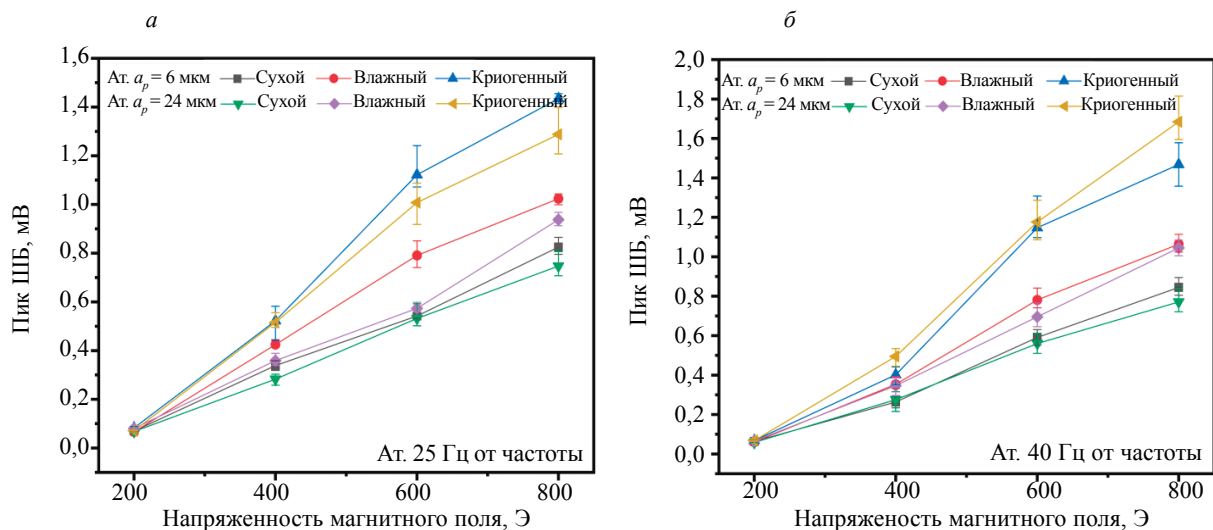 а
1,6
1,4
1,2
1,0
0,8
0,6
0,4
0,2
0,0
Пик ШБ, мВ
Ат. aₚ = 6 мкм Сухой Влажный Криогенный
Ат. aₚ = 24 мкм Сухой Влажный Криогенный
Ат. 25 Гц от частоты
200 400 600 800
Напряженность магнитного поля, Э
б
2,0
1,8
1,6
1,4
1,2
1,0
0,8
0,6
0,4
0,2
0,0
Пик ШБ, мВ
Ат. aₚ = 6 мкм Сухой Влажный Криогенный
Ат. aₚ = 24 мкм Сухой Влажный Криогенный
Ат. 40 Гц от частоты
200 400 600 800
Напряженность магнитного поля, Э